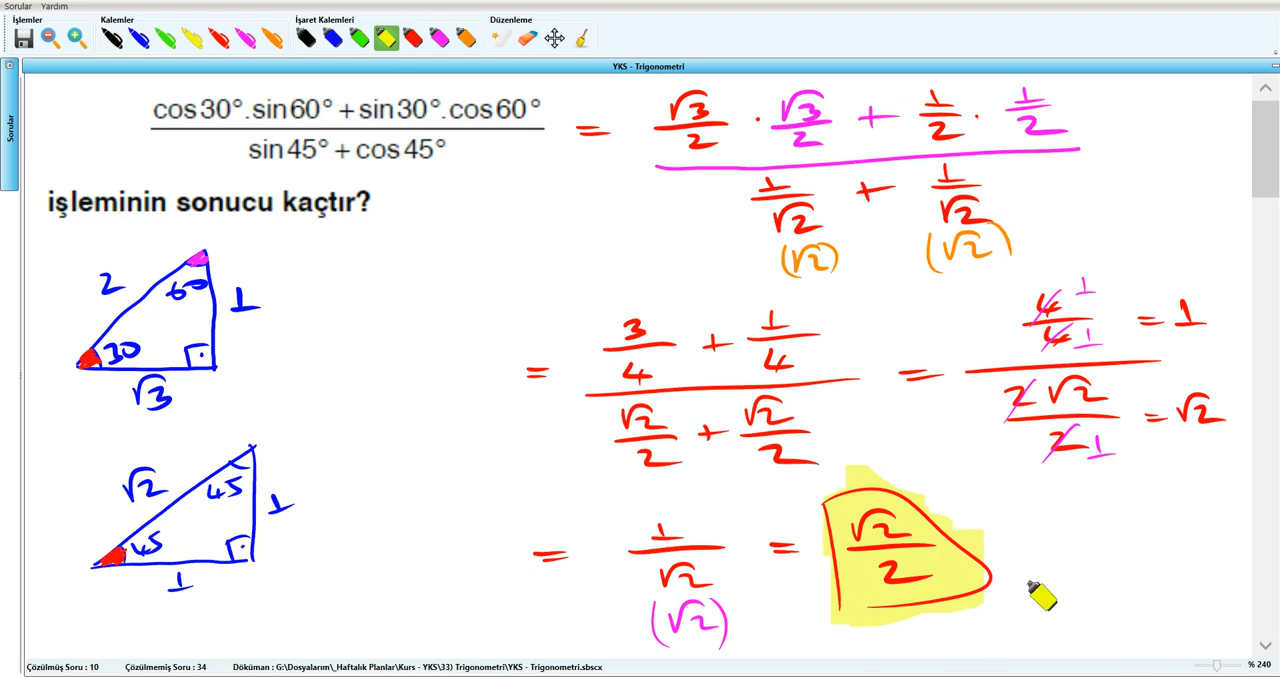 Sorular Yardım
İşlemler Kalemler İşaret Kalemleri Düzenleme
YKS - Trigonometri
Sorular
cos30°.sin60° + sin30°.cos60°
sin45° + cos45°
= √3/2 · √3/2 + 1/2 · 1/2
1/√2 + 1/√2
(√2) (√2)
işleminin sonucu kaçtır?
2 60 1
30
√3
= 3/4 + 1/4
√2/2 + √2/2
= 4/4 1 1 = 1
2√2/2 1 = √2
√2 45 1
45
1
= 1/√2 = √2/2
(√2)
Çözülmüş Soru : 10 Çözülmemiş Soru : 34 Döküman : G:\Dosyalarım\_Haftalık Planlar\Kurs - YKS\33) Trigonometri\YKS - Trigonometri.sbscx % 240